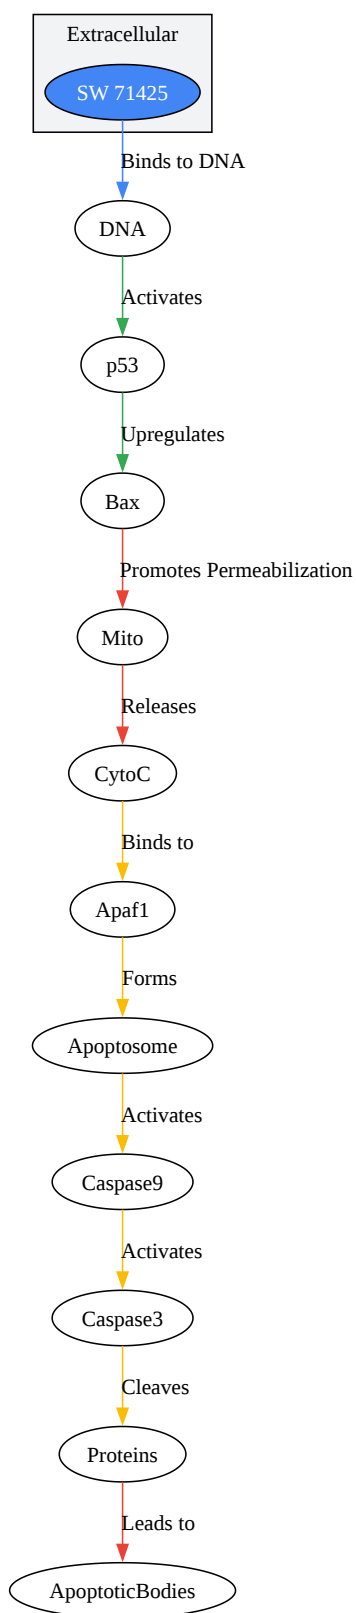 Extracellular
SW 71425
Binds to DNA
DNA
Activates
p53
Upregulates
Bax
Promotes Permeabilization
Mito
Releases
CytoC
Binds to
Apaf1
Forms
Apoptosome
Activates
Caspase9
Activates
Caspase3
Cleaves
Proteins
Leads to
ApoptoticBodies